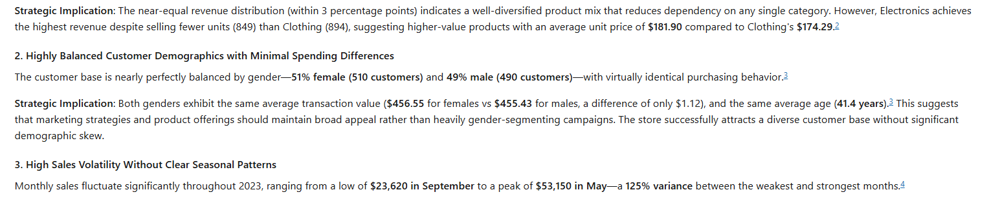 Strategic Implication: The near-equal revenue distribution (within 3 percentage points) indicates a well-diversified product mix that reduces dependency on any single category. However, Electronics achieves
the highest revenue despite selling fewer units (849) than Clothing (894), suggesting higher-value products with an average unit price of $181.90 compared to Clothing's $174.29.2
2. Highly Balanced Customer Demographics with Minimal Spending Differences
The customer base is nearly perfectly balanced by gender—51% female (510 customers) and 49% male (490 customers)—with virtually identical purchasing behavior.3
Strategic Implication: Both genders exhibit the same average transaction value ($456.55 for females vs $455.43 for males, a difference of only $1.12), and the same average age (41.4 years).3 This suggests
that marketing strategies and product offerings should maintain broad appeal rather than heavily gender-segmenting campaigns. The store successfully attracts a diverse customer base without significant
demographic skew.
3. High Sales Volatility Without Clear Seasonal Patterns
Monthly sales fluctuate significantly throughout 2023, ranging from a low of $23,620 in September to a peak of $53,150 in May—a 125% variance between the weakest and strongest months.4